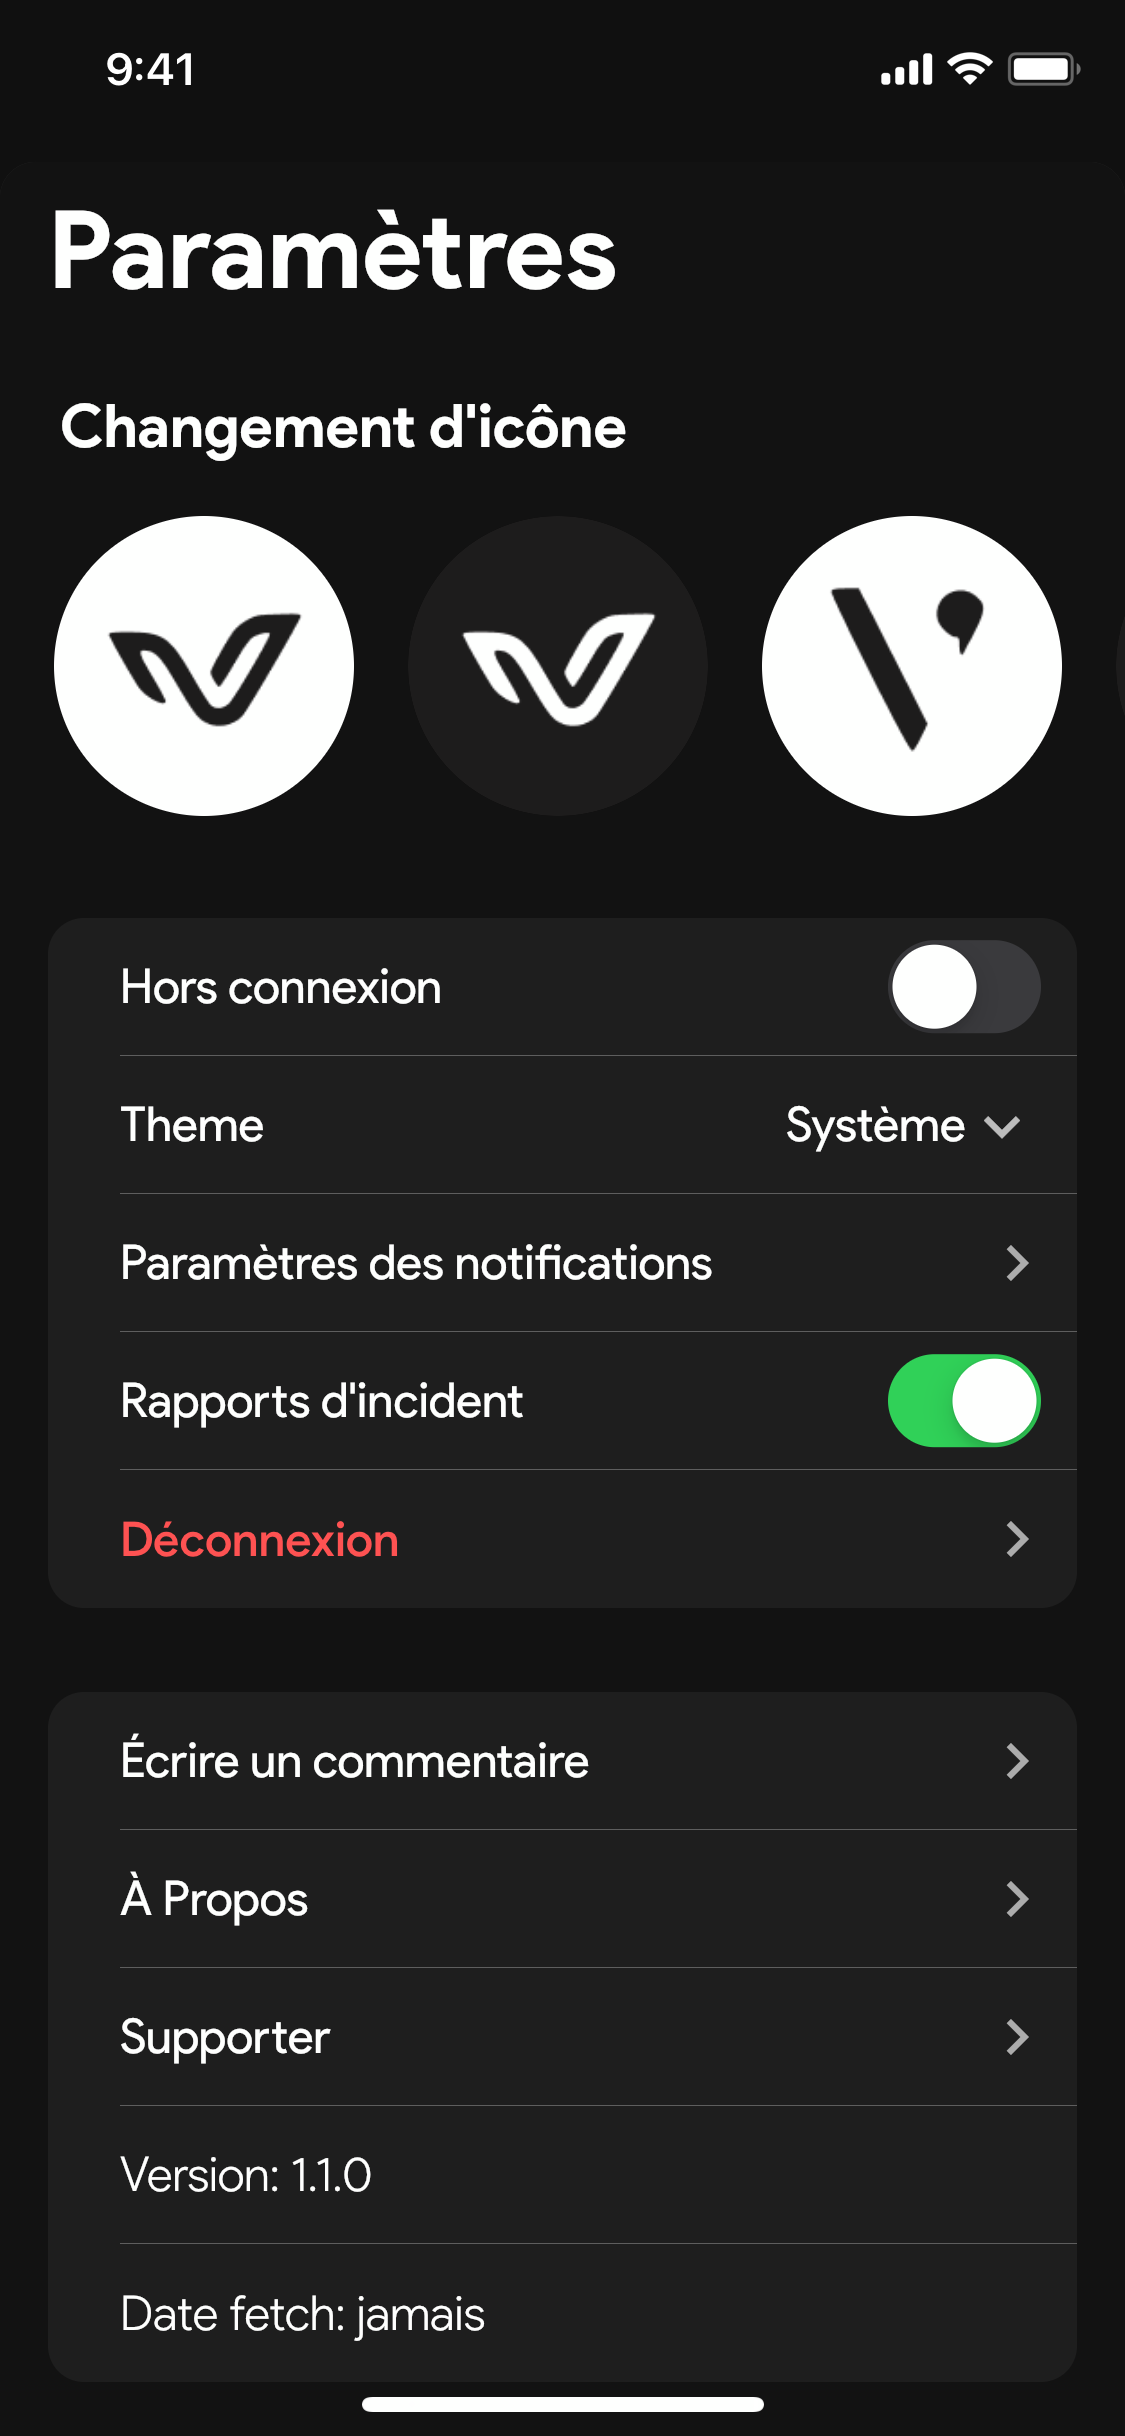 9:41
Paramètres
Changement d'icône
Hors connexion
Theme Système
Paramètres des notifications
Rapports d'incident
Déconnexion
Écrire un commentaire
À Propos
Supporter
Version: 1.1.0
Date fetch: jamais